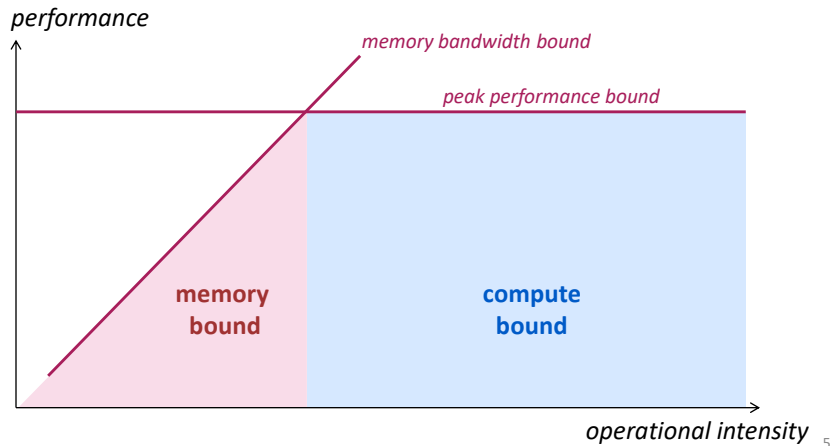 performance
memory bandwidth bound
peak performance bound
memory
bound
compute
bound
operational intensity
5